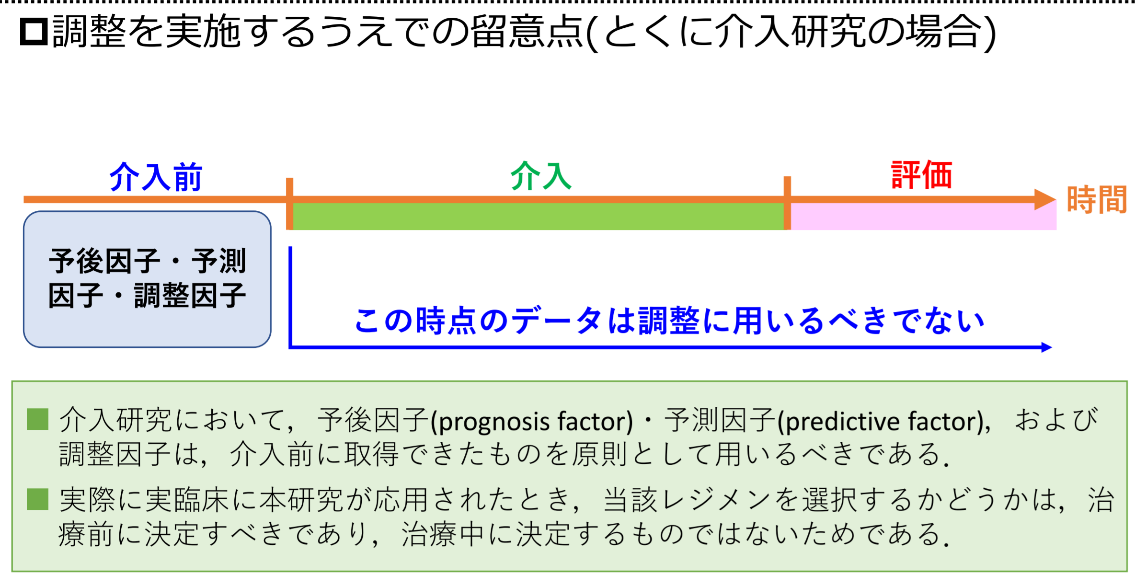 調整を実施するうえでの留意点(とくに介入研究の場合)
介入前
介入
評価
時間
予後因子・予測
因子・調整因子
この時点のデータは調整に用いるべきでない
介入研究において，予後因子(prognosis factor)・予測因子(predictive factor)，および
調整因子は，介入前に取得できたものを原則として用いるべきである．
実際に実臨床に本研究が応用されたとき，当該レジメンを選択するかどうかは，治
療前に決定すべきであり，治療中に決定するものではないためである．